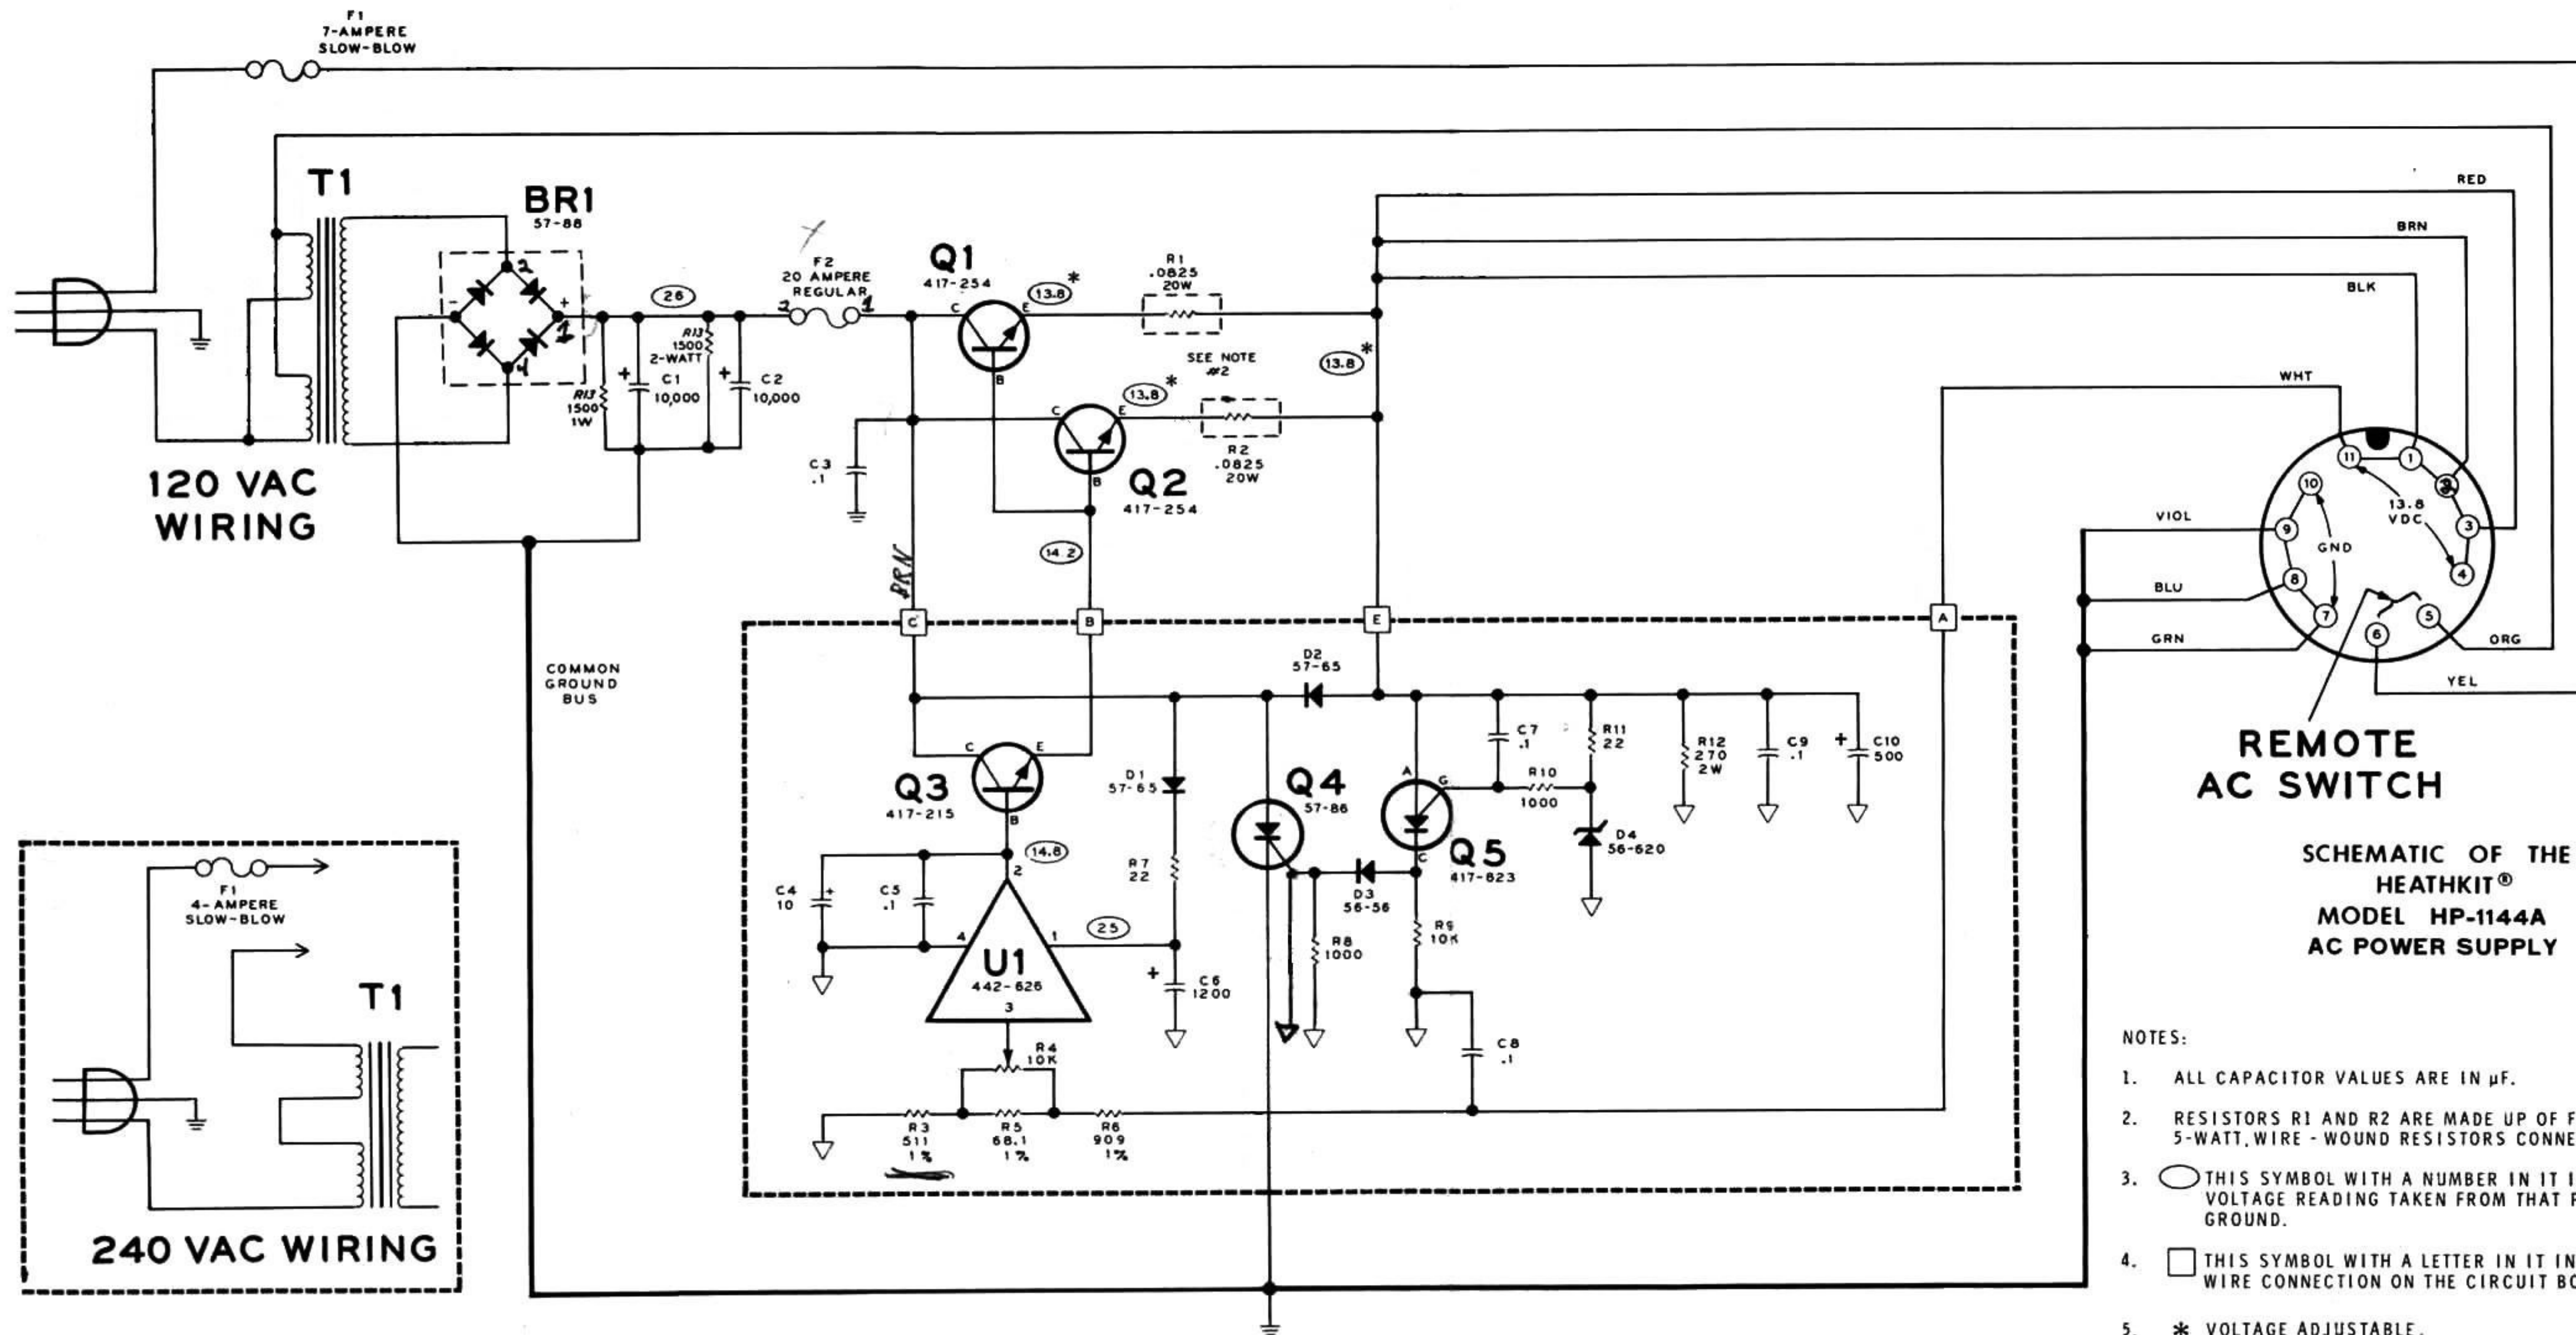 F1
7-AMPERE
SLOW-BLOW
T1
BR1
57-88
2
-
+
1
4
120 VAC
WIRING
26
R13
1500
1W
+
C1
10,000
R13
1500
2-WATT
+
C2
10,000
F2
20 AMPERE
REGULAR
2
1
Q1
417-254
C
E
B
13.8
*
R1
.0825
20W
SEE NOTE
#2
13.8
*
C3
.1
C
E
B
Q2
417-254
13.8
*
R2
.0825
20W
14.2
BRN
RED
BRN
BLK
WHT
11
1
2
10
13.8
VDC
3
9
GND
4
8
7
6
5
VIOL
BLU
GRN
ORG
YEL
REMOTE
AC SWITCH
C
B
E
A
COMMON
GROUND
BUS
C
E
B
Q3
417-215
D1
57-65
R7
22
D2
57-65
Q4
57-86
A
G
C
Q5
417-823
C7
.1
R10
1000
R11
22
D4
56-620
R12
270
2W
C9
.1
+
C10
500
14.8
C4
10
+
C5
.1
2
4
1
3
U1
442-626
25
+
C6
1200
D3
56-56
R8
1000
R9
10K
C8
.1
R4
10K
R3
511
1%
R5
68.1
1%
R6
909
1%
F1
4-AMPERE
SLOW-BLOW
T1
240 VAC WIRING
SCHEMATIC OF THE
HEATHKIT®
MODEL HP-1144A
AC POWER SUPPLY
NOTES:
1. ALL CAPACITOR VALUES ARE IN µF.
2. RESISTORS R1 AND R2 ARE MADE UP OF F
5-WATT, WIRE-WOUND RESISTORS CONNE
3. THIS SYMBOL WITH A NUMBER IN IT I
VOLTAGE READING TAKEN FROM THAT P
GROUND.
4. THIS SYMBOL WITH A LETTER IN IT IN
WIRE CONNECTION ON THE CIRCUIT BO
5. * VOLTAGE ADJUSTABLE.